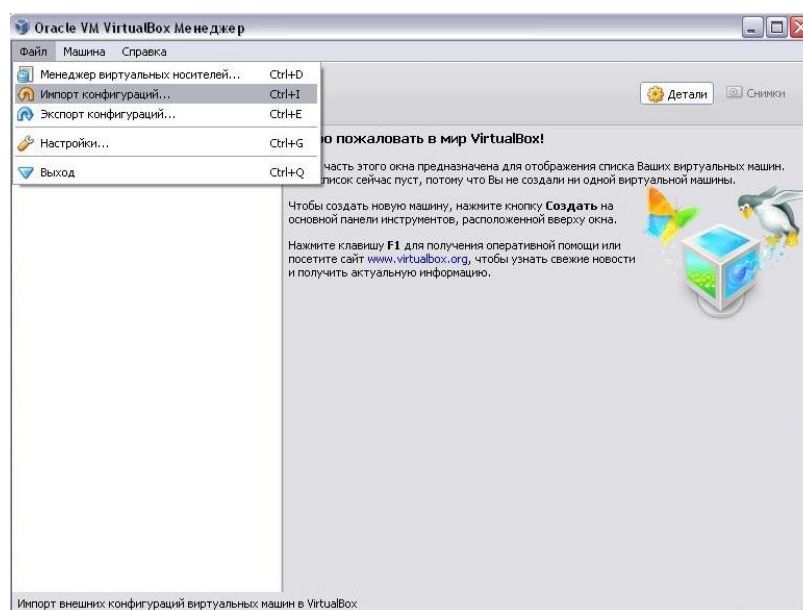 Oracle VM VirtualBox Менеджер
Файл Машина Справка
Менеджер виртуальных носителей... Ctrl+D
Импорт конфигураций... Ctrl+I
Экспорт конфигураций... Ctrl+E
Настройки... Ctrl+G
Выход Ctrl+Q
Детали Снимки
пожаловать в мир VirtualBox!
часть этого окна предназначена для отображения списка Ваших виртуальных машин.
список сейчас пуст, потому что Вы не создали ни одной виртуальной машины.
Чтобы создать новую машину, нажмите кнопку Создать на
основной панели инструментов, расположенной вверху окна.
Нажмите клавишу F1 для получения оперативной помощи или
посетите сайт www.virtualbox.org, чтобы узнать свежие новости
и получить актуальную информацию.
Импорт внешних конфигураций виртуальных машин в VirtualBox